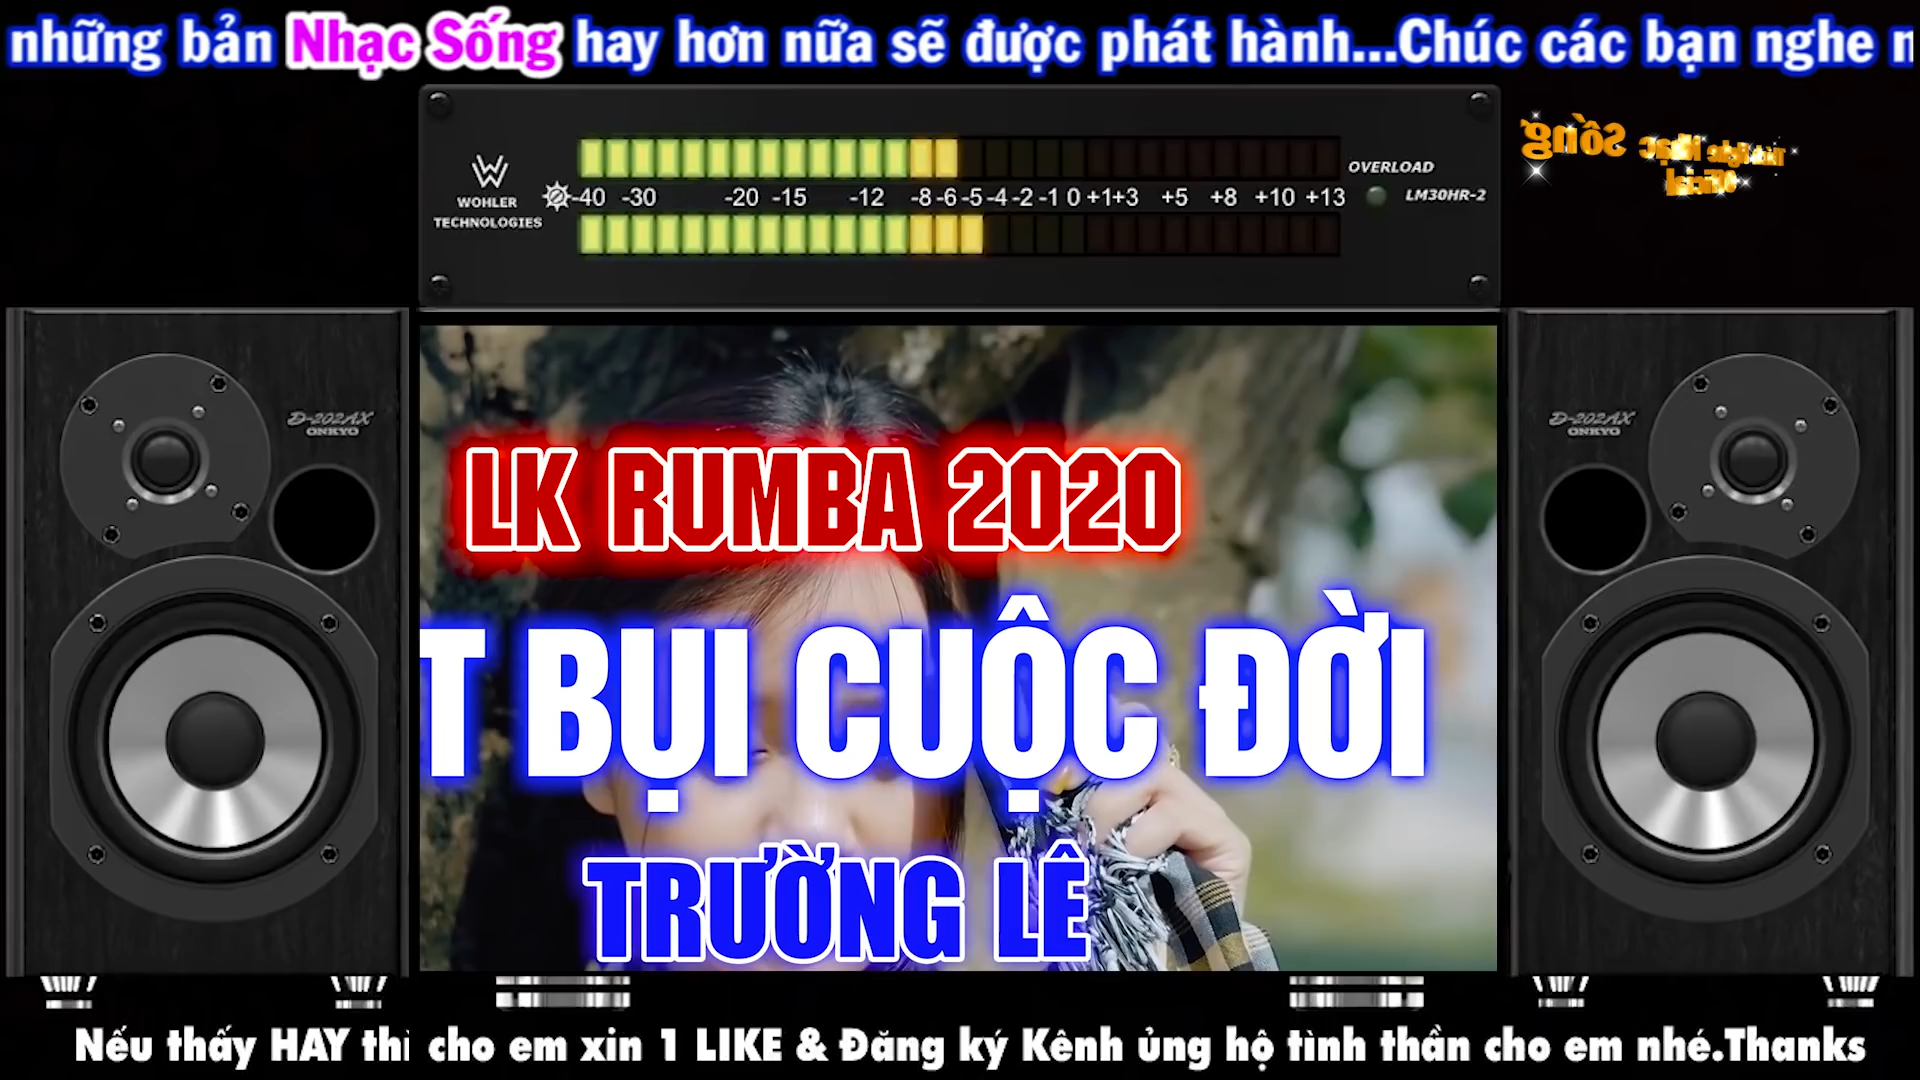 những bản Nhạc Sống hay hơn nữa sẽ được phát hành...Chúc các bạn nghe
WOHLER
TECHNOLOGIES
-40 -30 -20 -15 -12 -8 -6 -5 -4 -2 -1 0 +1 +3 +5 +8 +10 +13
OVERLOAD
LM30HR-2
Nhạc Sống
D-202AX
ONKYO
D-202AX
ONKYO
LK RUMBA 2020
T BỤI CUỘC ĐỜI
TRƯỜNG LÊ
Nếu thấy HAY thì cho em xin 1 LIKE & Đăng ký Kênh ủng hộ tình thần cho em nhé.Thanks